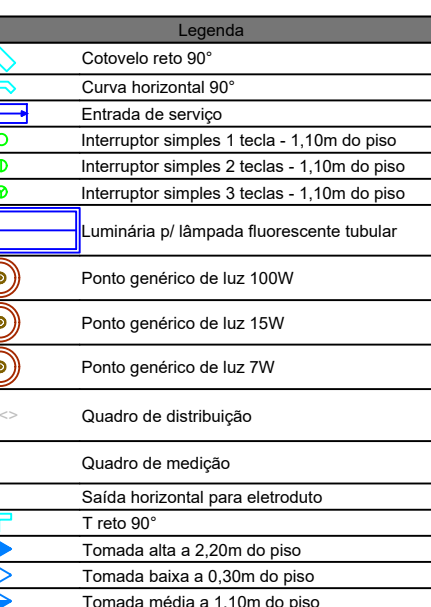 Legenda
Cotovelo reto 90°
Curva horizontal 90°
Entrada de serviço
Interruptor simples 1 tecla - 1,10m do piso
Interruptor simples 2 teclas - 1,10m do piso
Interruptor simples 3 teclas - 1,10m do piso
Luminária p/ lâmpada fluorescente tubular
Ponto genérico de luz 100W
Ponto genérico de luz 15W
Ponto genérico de luz 7W
<> Quadro de distribuição
Quadro de medição
Saída horizontal para eletroduto
T reto 90°
Tomada alta a 2,20m do piso
Tomada baixa a 0,30m do piso
Tomada média a 1,10m do piso